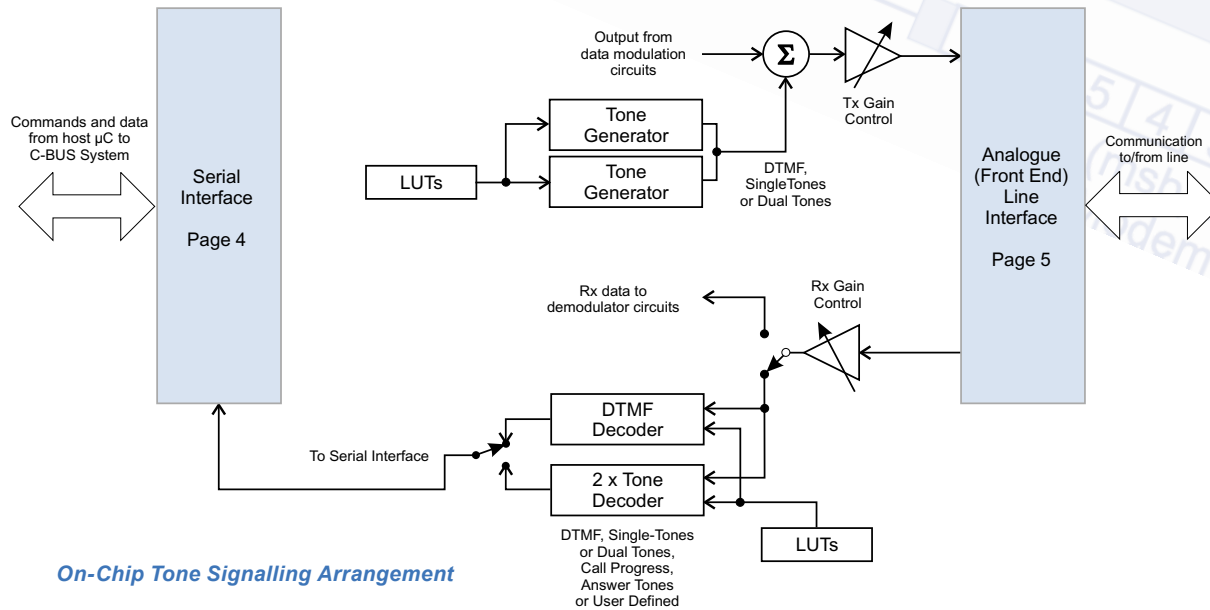 Commands and data
from host µC to
C-BUS System
Serial
Interface
Page 4
Output from
data modulation
circuits
Σ
Tx Gain
Control
Tone
Generator
Tone
Generator
LUTs
DTMF,
SingleTones
or Dual Tones
Analogue
(Front End)
Line
Interface
Page 5
Communication
to/from line
5 4
(msb
modem
Rx data to
demodulator circuits
Rx Gain
Control
DTMF
Decoder
To Serial Interface
2 x Tone
Decoder
LUTs
DTMF, Single-Tones
or Dual Tones,
Call Progress,
Answer Tones
or User Defined
On-Chip Tone Signalling Arrangement